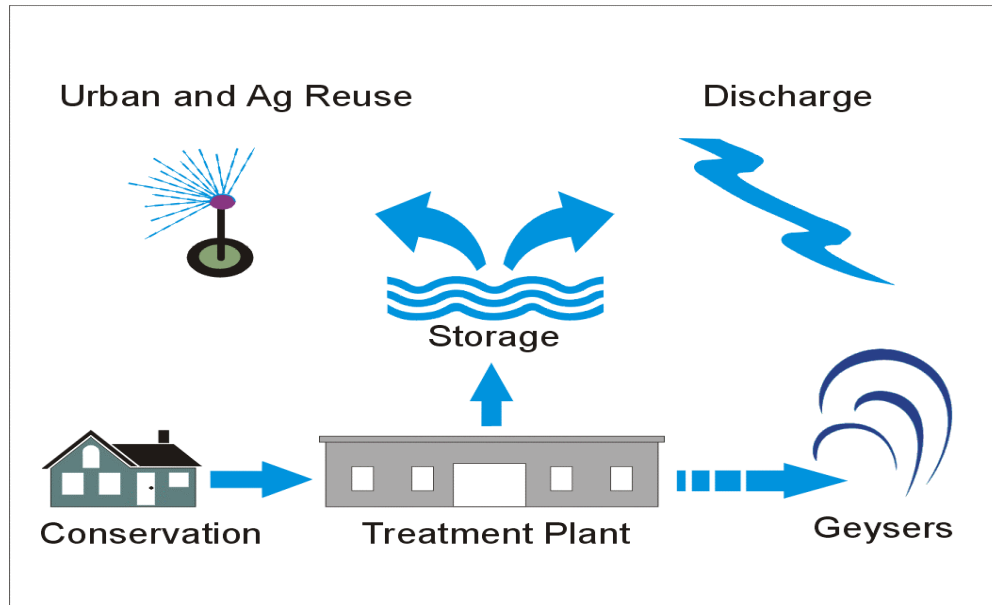 Urban and Ag Reuse
Discharge
Storage
Conservation
Treatment Plant
Geysers